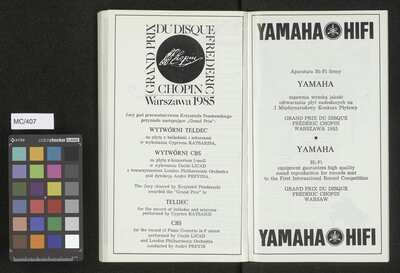 MC/407
GRAND PRIX
DU DISQUE
FRÉDÉRIC
CHOPIN
Chopin
Warszawa 1985
Jury pod przewodnictwem Krzysztofa Pendereckiego
przyznało następujące „Grand Prix":
WYTWÓRNI TELDEC
za płytę z balladami i scherzami
w wykonaniu Cypriena KATSARISA,
WYTWÓRNI CBS
za płytę z koncertem f-moll
w wykonaniu Cecile LICAD
z towarzyszeniem London Philharmonic Orchestra
pod dyrekcją André PREVINA.
The Jury chaired by Krzysztof Penderecki
awarded the "Grand Prix" to
TELDEC
for the record of ballades and scherzos
performed by Cyprien KATSARIS
CBS
for the record of Piano Concerto in F minor
performed by Cecile LICAD
and London Philharmonic Orchestra
conducted by André PREVIN
YAMAHA HIFI
Aparatura Hi-Fi firmy
YAMAHA
zapewnia wysoką jakość
odtwarzania płyt nadesłanych na
I Międzynarodowy Konkurs Płytowy
GRAND PRIX DU DISQUE
FRÉDÉRIC CHOPIN
WARSZAWA 1985
★
YAMAHA
Hi-Fi
equipment guarantees high quality
sound reproduction for records sent
to the First International Record Competition
GRAND PRIX DU DISQUE
FRÉDÉRIC CHOPIN
WARSAW
YAMAHA HIFI